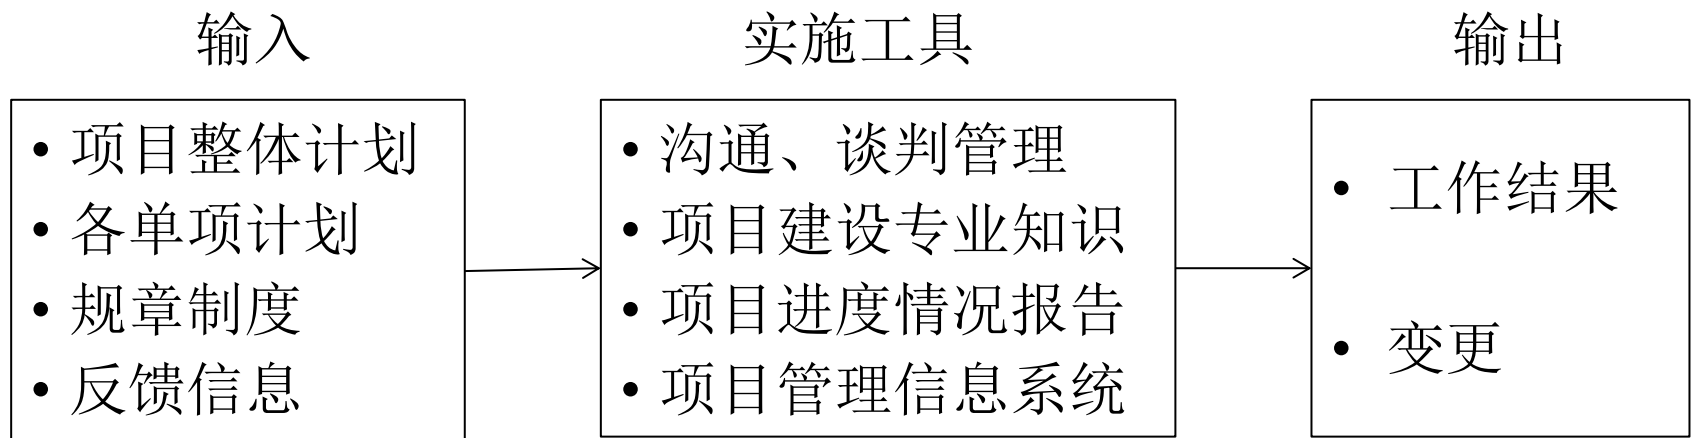 输入
实施工具
输出
• 项目整体计划
• 各单项计划
• 规章制度
• 反馈信息
• 沟通、谈判管理
• 项目建设专业知识
• 项目进度情况报告
• 项目管理信息系统
• 工作结果
• 变更